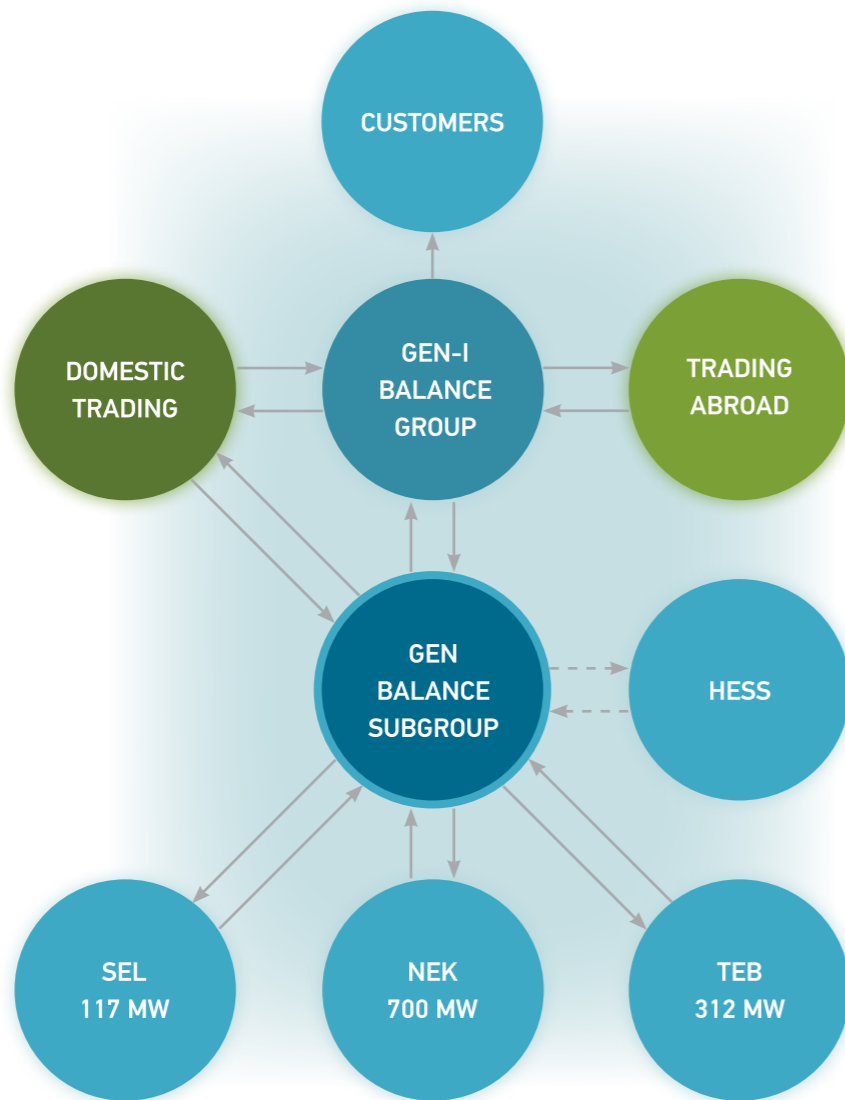 CUSTOMERS
DOMESTIC
TRADING
GEN-I
BALANCE
GROUP
TRADING
ABROAD
GEN
BALANCE
SUBGROUP
HESS
SEL
117 MW
NEK
700 MW
TEB
312 MW